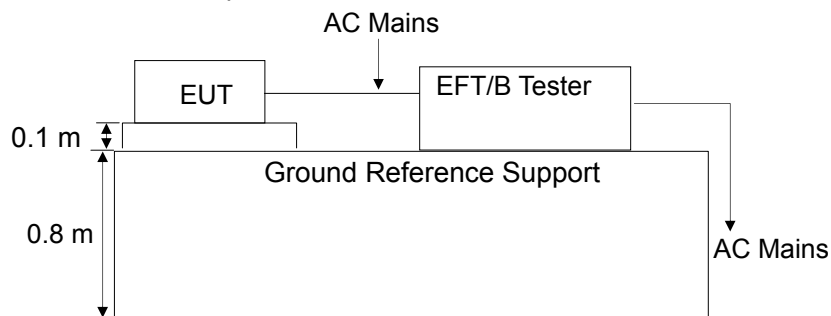 AC Mains
EUT
EFT/B Tester
0.1 m
Ground Reference Support
0.8 m
AC Mains